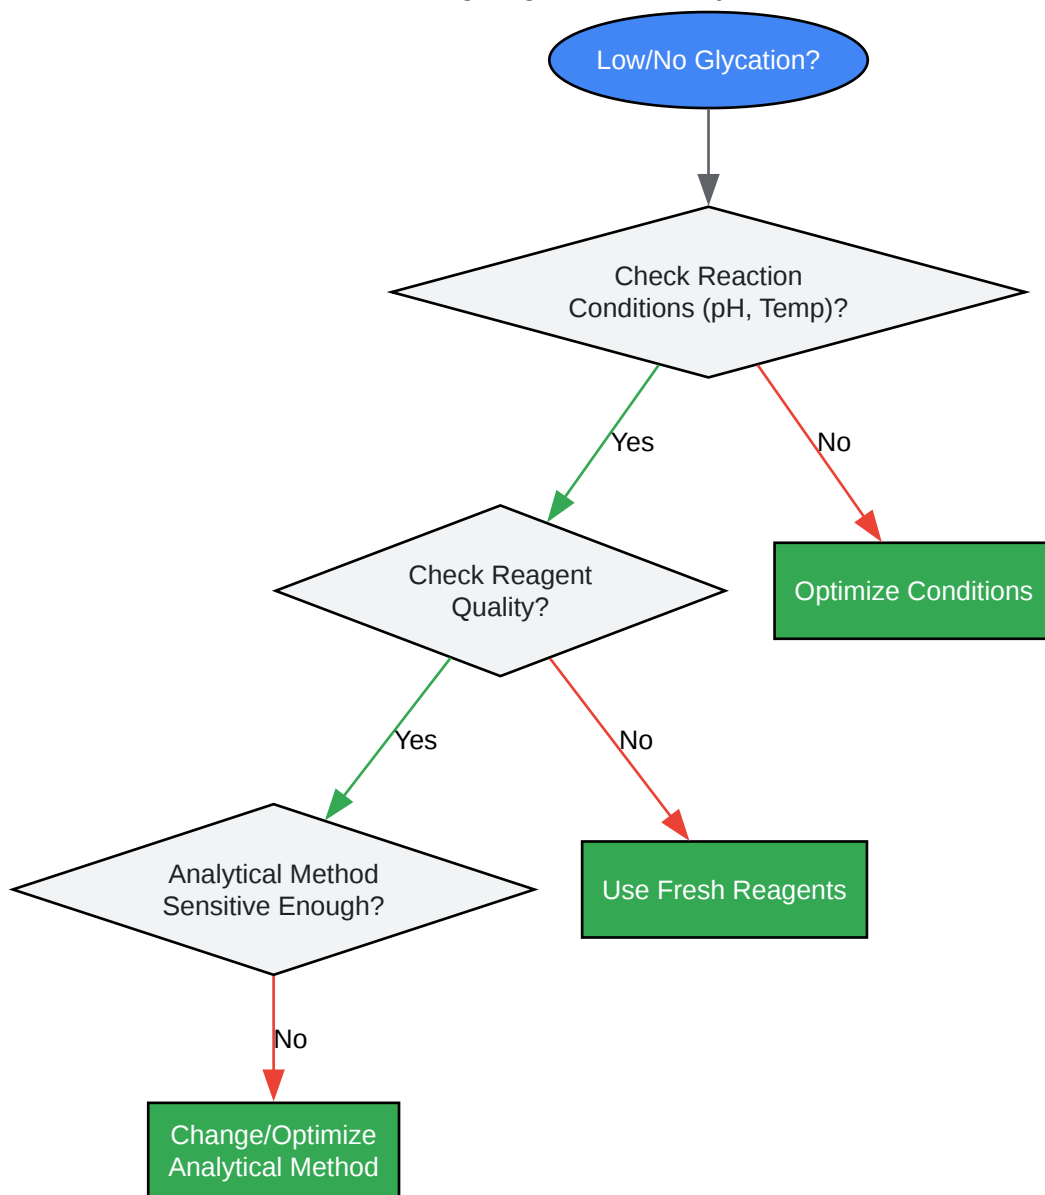 Low/No Glycation?
Check Reaction
Conditions (pH, Temp)?
Yes
No
Check Reagent
Quality?
Optimize Conditions
Yes
No
Analytical Method
Sensitive Enough?
Use Fresh Reagents
No
Change/Optimize
Analytical Method